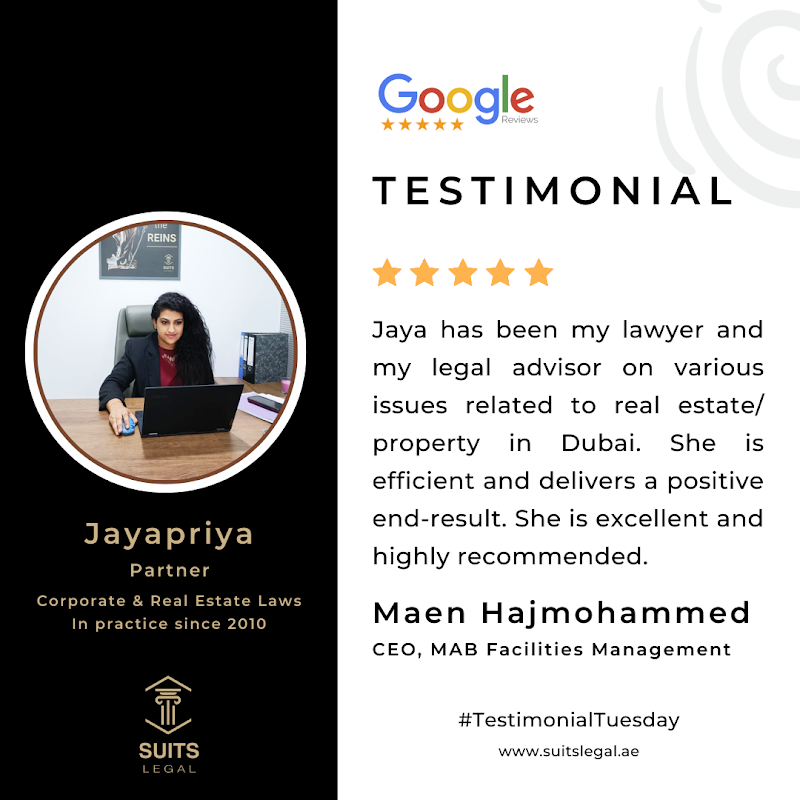 the
REINS
SUITS
Jayapriya
Partner
Corporate & Real Estate Laws
In practice since 2010
SUITS
LEGAL
Google
Reviews
TESTIMONIAL
Jaya has been my lawyer and
my legal advisor on various
issues related to real estate/
property in Dubai. She is
efficient and delivers a positive
end-result. She is excellent and
highly recommended.
Maen Hajmohammed
CEO, MAB Facilities Management
#TestimonialTuesday
www.suitslegal.ae